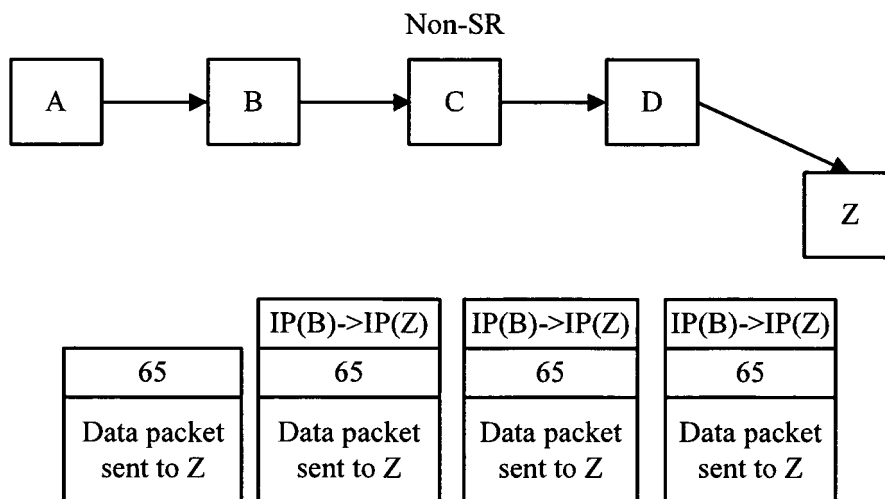 Non-SR
A
B
C
D
Z
IP(B)->IP(Z)
IP(B)->IP(Z)
IP(B)->IP(Z)
65
65
65
65
Data packet
sent to Z
Data packet
sent to Z
Data packet
sent to Z
Data packet
sent to Z